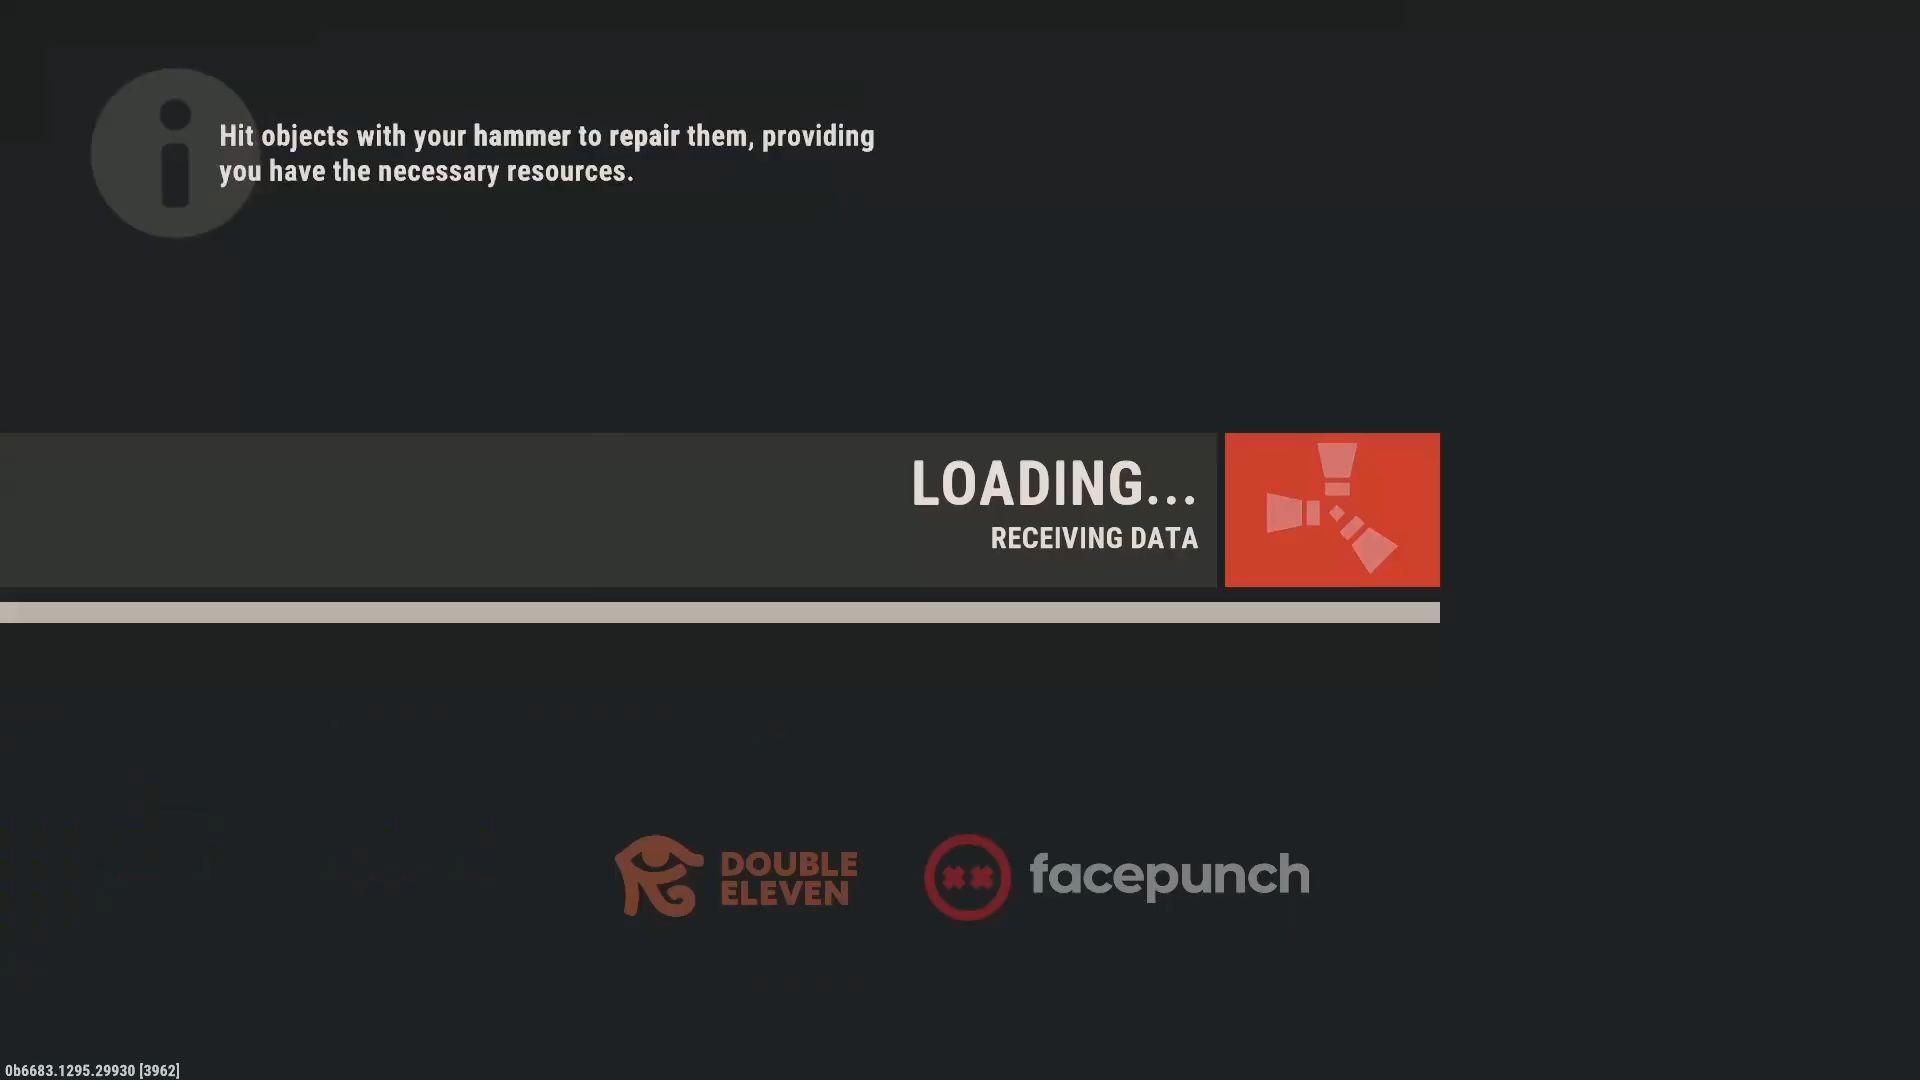 Hit objects with your hammer to repair them, providing
you have the necessary resources.
LOADING...
RECEIVING DATA
DOUBLE
ELEVEN
facepunch
0b6683.1295.29930 [3962]